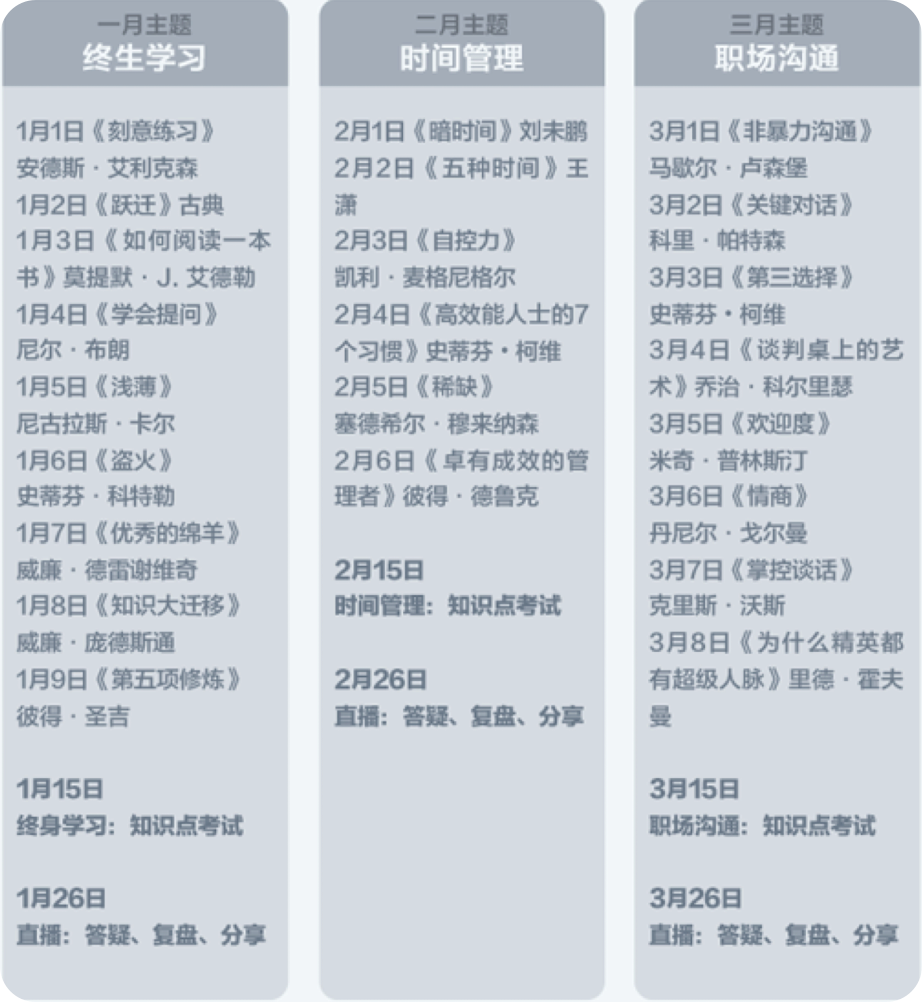 一月主题
终生学习
1月1日《刻意练习》
安德斯·艾利克森
1月2日《跃迁》古典
1月3日《如何阅读一本
书》莫提默·J. 艾德勒
1月4日《学会提问》
尼尔·布朗
1月5日《浅薄》
尼古拉斯·卡尔
1月6日《盗火》
史蒂芬·科特勒
1月7日《优秀的绵羊》
威廉·德雷谢维奇
1月8日《知识大迁移》
威廉·庞德斯通
1月9日《第五项修炼》
彼得·圣吉
1月15日
终身学习：知识点考试
1月26日
直播：答疑、复盘、分享
二月主题
时间管理
2月1日《暗时间》刘未鹏
2月2日《五种时间》王
潇
2月3日《自控力》
凯利·麦格尼格尔
2月4日《高效能人士的7
个习惯》史蒂芬·柯维
2月5日《稀缺》
塞德希尔·穆来纳森
2月6日《卓有成效的管
理者》彼得·德鲁克
2月15日
时间管理：知识点考试
2月26日
直播：答疑、复盘、分享
三月主题
职场沟通
3月1日《非暴力沟通》
马歇尔·卢森堡
3月2日《关键对话》
科里·帕特森
3月3日《第三选择》
史蒂芬·柯维
3月4日《谈判桌上的艺
术》乔治·科尔里瑟
3月5日《欢迎度》
米奇·普林斯汀
3月6日《情商》
丹尼尔·戈尔曼
3月7日《掌控谈话》
克里斯·沃斯
3月8日《为什么精英都
有超级人脉》里德·霍夫
曼
3月15日
职场沟通：知识点考试
3月26日
直播：答疑、复盘、分享